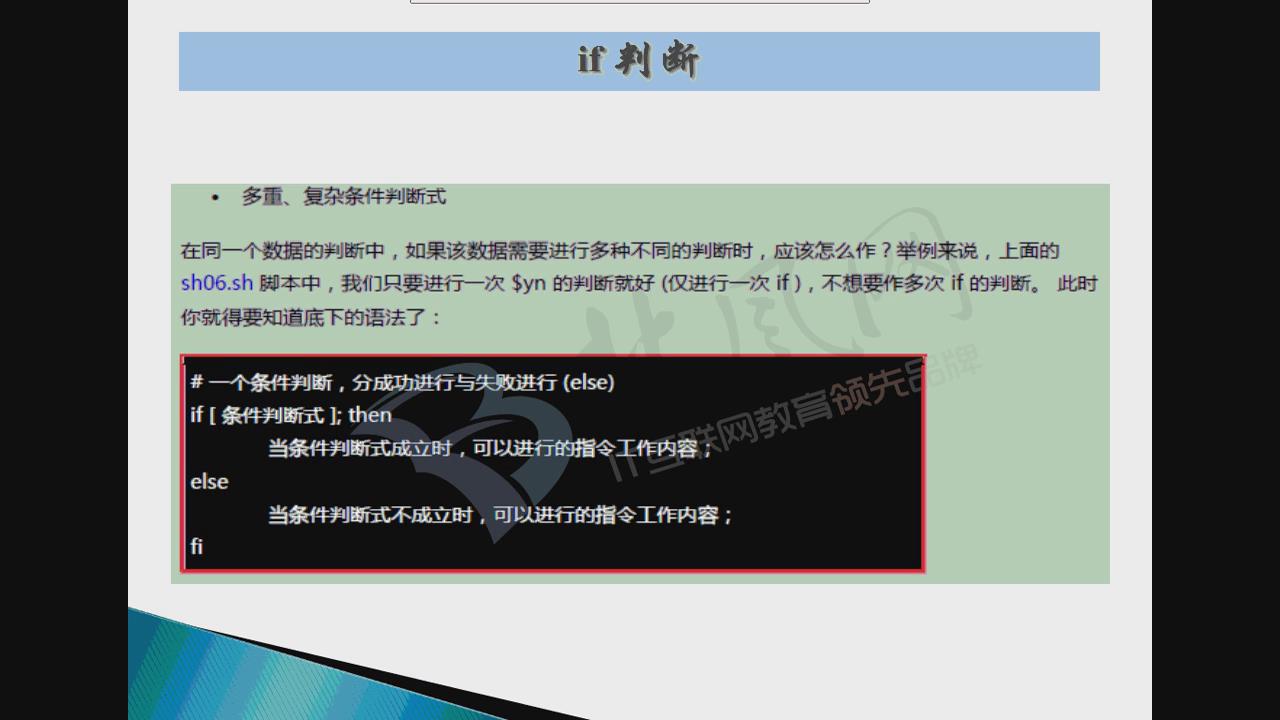 if 判断
• 多重、复杂条件判断式
在同一个数据的判断中，如果该数据需要进行多种不同的判断时，应该怎么作？举例来说，上面的
sh06.sh 脚本中，我们只要进行一次 $yn 的判断就好 (仅进行一次 if )，不想要作多次 if 的判断。 此时
你就得要知道底下的语法了：
# 一个条件判断，分成功进行与失败进行 (else)
if [ 条件判断式 ]; then
当条件判断式成立时，可以进行的指令工作内容；
else
当条件判断式不成立时，可以进行的指令工作内容；
fi
北风网
IT互联网教育领先品牌